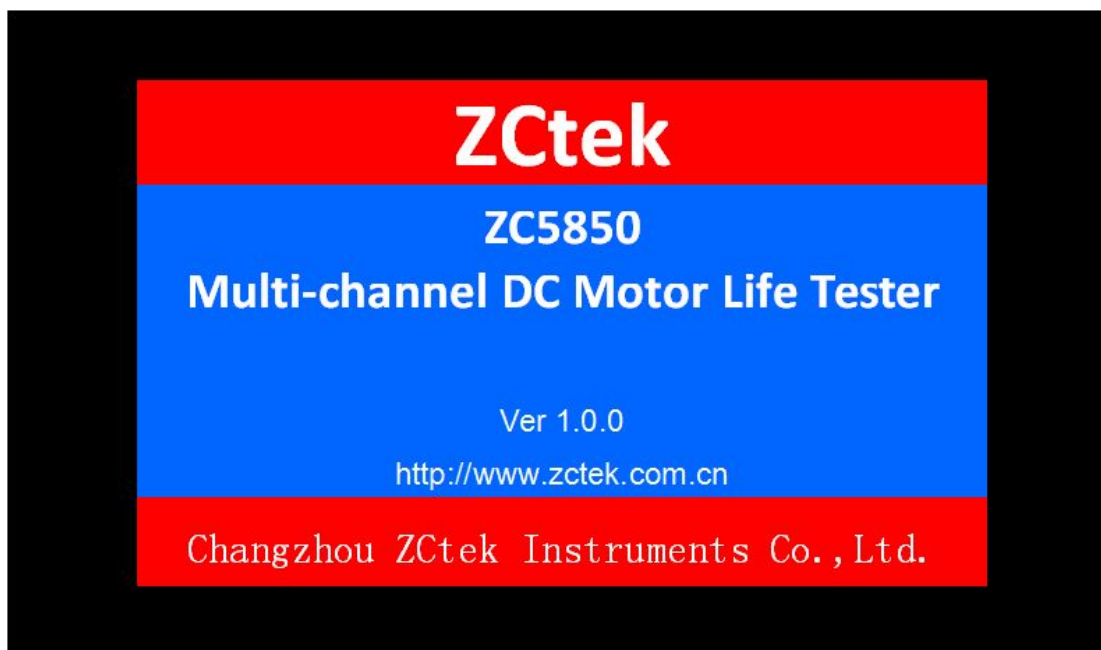 ZCtek
ZC5850
Multi-channel DC Motor Life Tester
Ver 1.0.0
http://www.zctek.com.cn
Changzhou ZCtek Instruments Co.,Ltd.